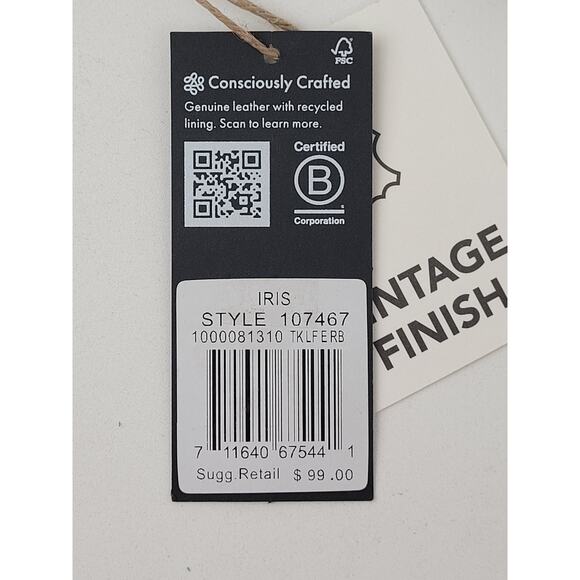 FSC
Consciously Crafted
Genuine leather with recycled
lining. Scan to learn more.
Certified
B
Corporation
IRIS
STYLE 107467
1000081310 TKLFERB
7 11640 67544 1
Sugg.Retail $ 99.00
INTAGE
FINISH